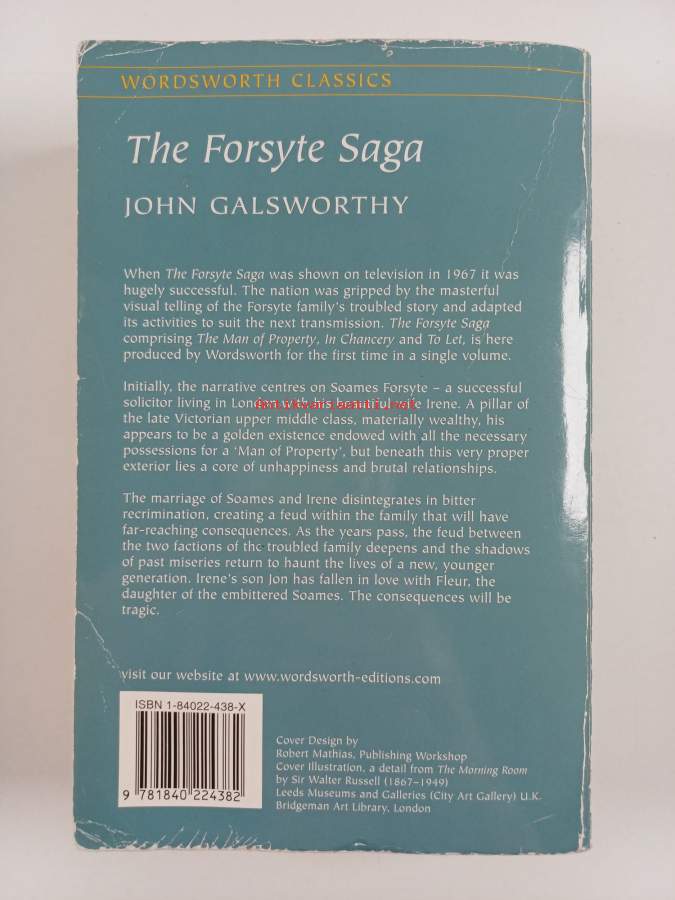 WORDSWORTH CLASSICS
The Forsyte Saga
JOHN GALSWORTHY
When The Forsyte Saga was shown on television in 1967 it was
hugely successful. The nation was gripped by the masterful
visual telling of the Forsyte family's troubled story and adapted
its activities to suit the next transmission. The Forsyte Saga
comprising The Man of Property, In Chancery and To Let, is here
produced by Wordsworth for the first time in a single volume.
Initially, the narrative centres on Soames Forsyte – a successful
solicitor living in London with his beautiful wife Irene. A pillar of
the late Victorian upper middle class, materially wealthy, his
appears to be a golden existence endowed with all the necessary
possessions for a 'Man of Property', but beneath this very proper
exterior lies a core of unhappiness and brutal relationships.
The marriage of Soames and Irene disintegrates in bitter
recrimination, creating a feud within the family that will have
far-reaching consequences. As the years pass, the feud between
the two factions of the troubled family deepens and the shadows
of past miseries return to haunt the lives of a new, younger
generation. Irene's son Jon has fallen in love with Fleur, the
daughter of the embittered Soames. The consequences will be
tragic.
visit our website at www.wordsworth-editions.com
ISBN 1-84022-438-X
9 781840 224382
Cover Design by
Robert Mathias, Publishing Workshop
Cover Illustration, a detail from The Morning Room
by Sir Walter Russell (1867–1949)
Leeds Museums and Galleries (City Art Gallery) U.K.
Bridgeman Art Library, London